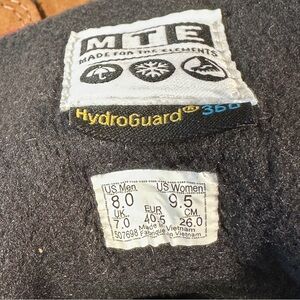 MTE
MADE FOR THE ELEMENTS
HydroGuard® 360
US Men US Women
8.0 9.5
UK. EUR CM
7.0 40.5 26.0
Made in Vietnam
507698 Fabriqué en Vietnam